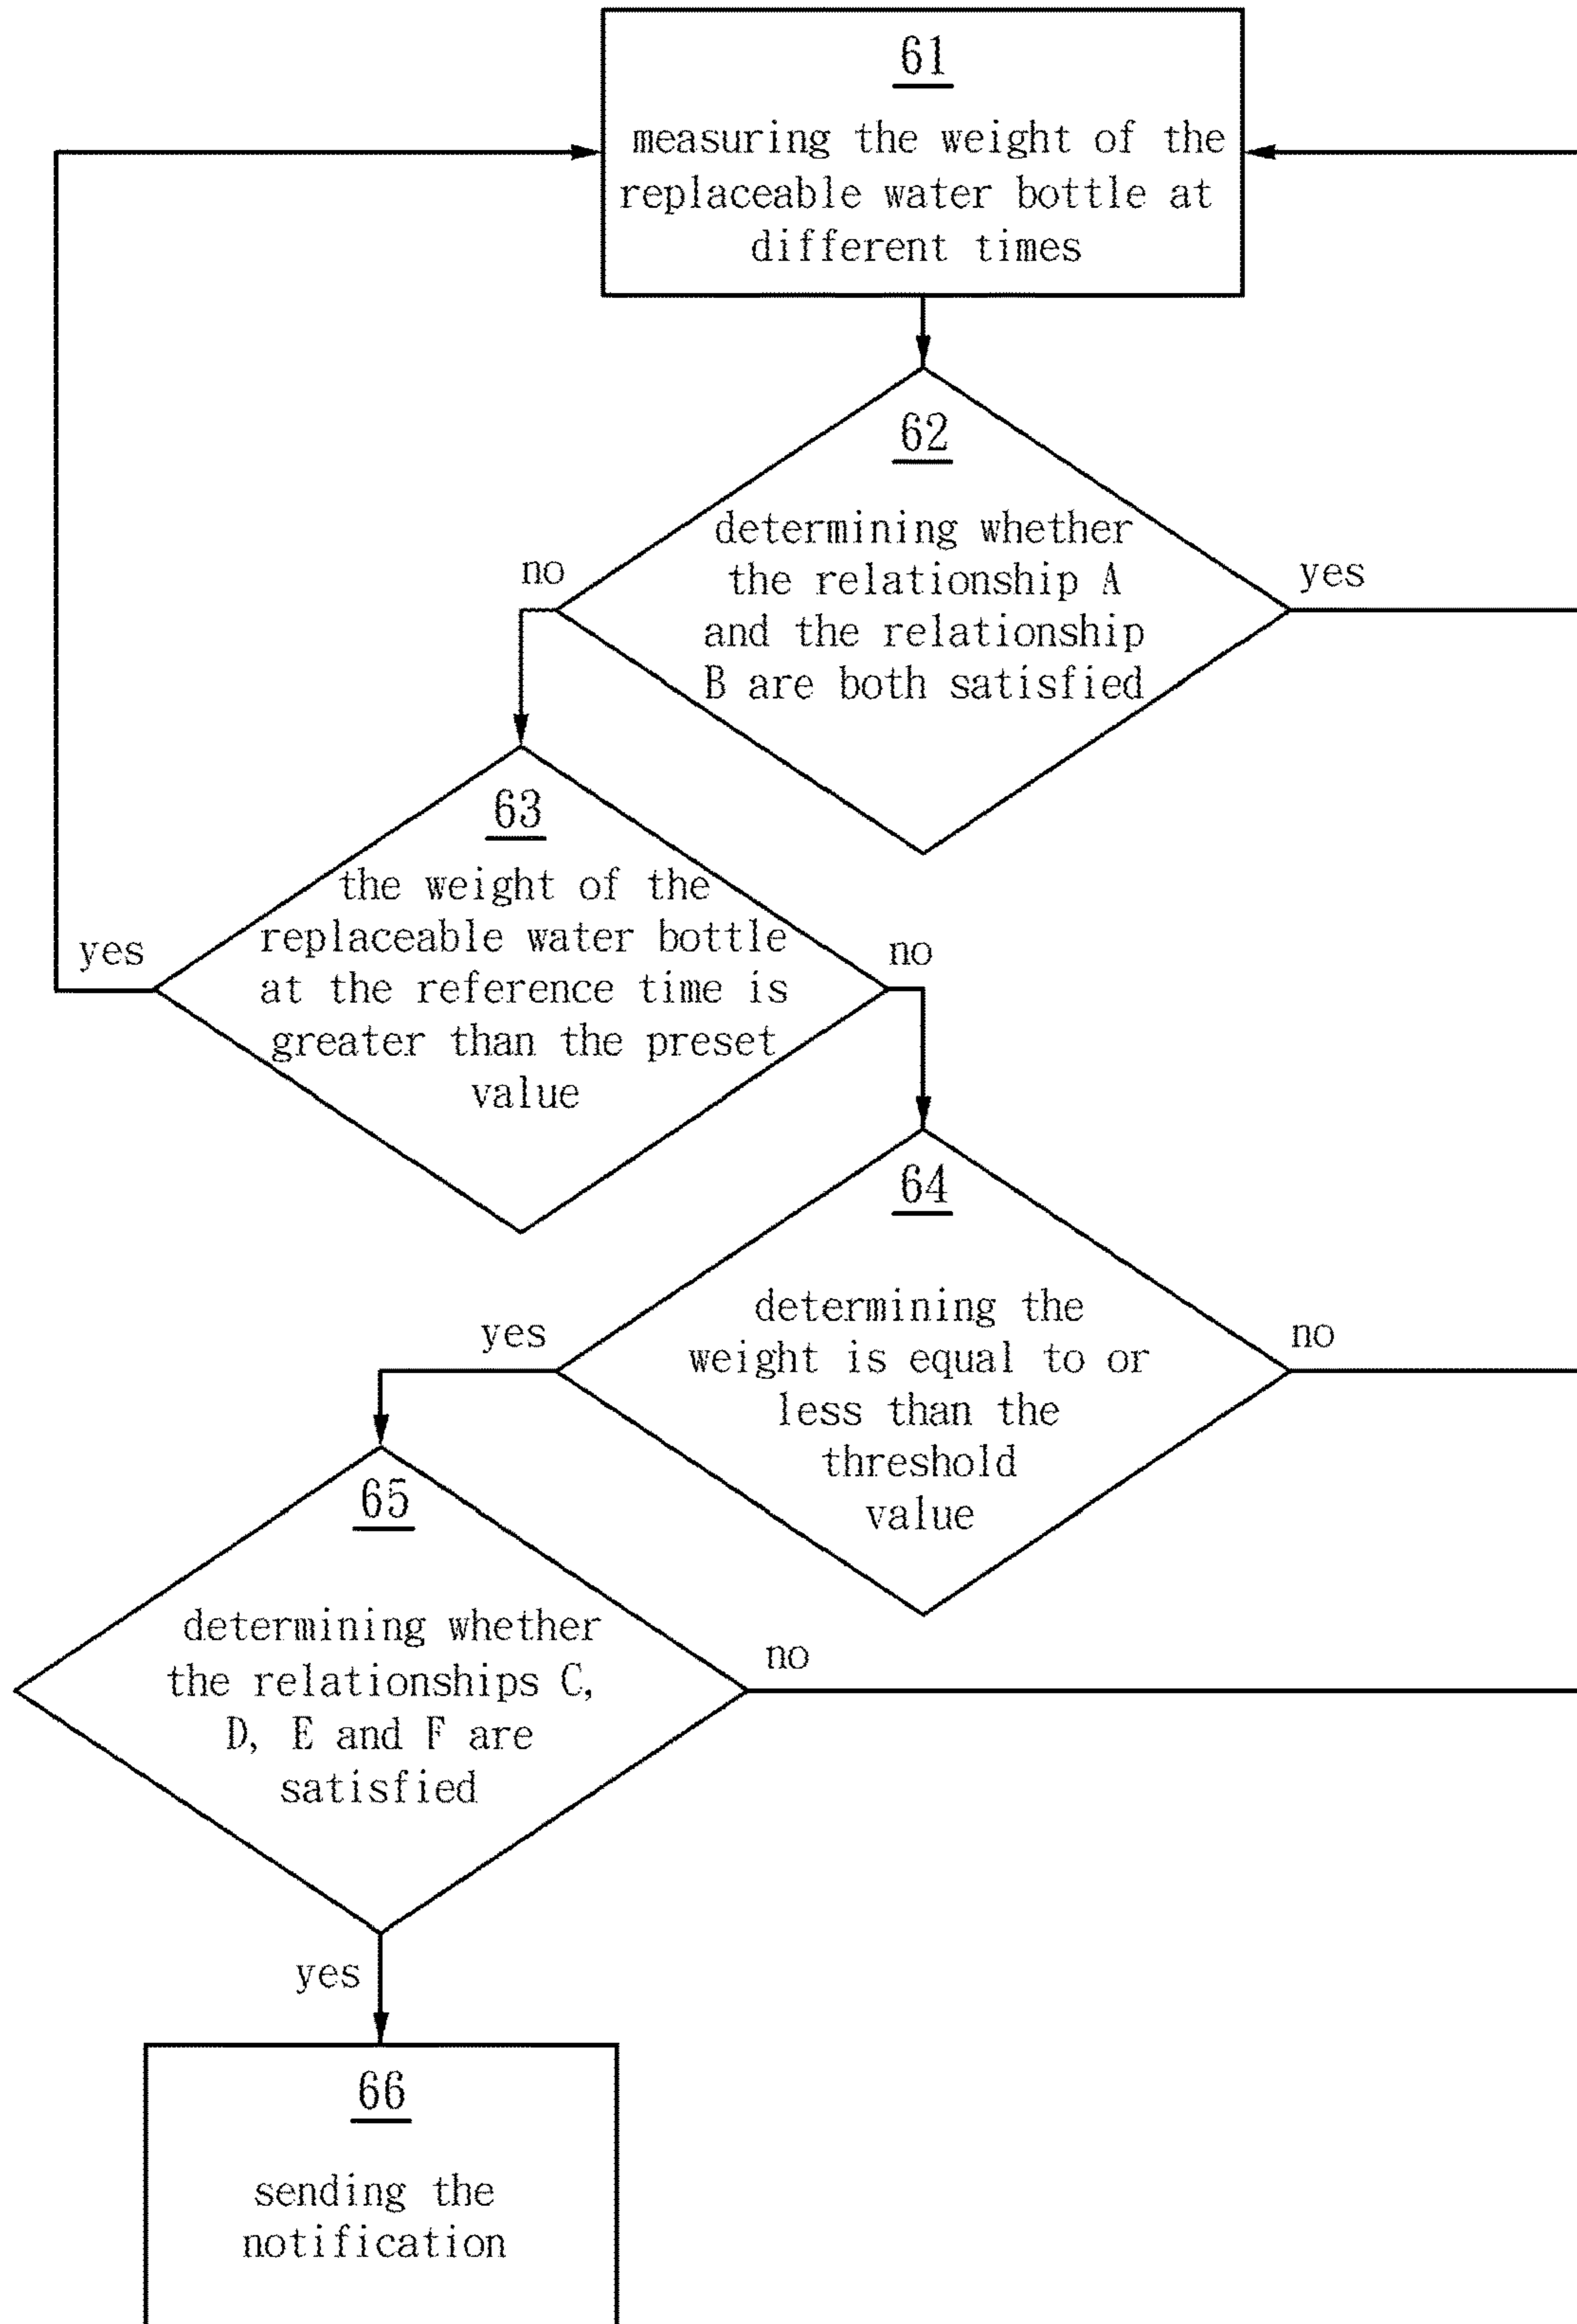 61
measuring the weight of the
replaceable water bottle at
different times
62
determining whether
the relationship A
and the relationship
B are both satisfied
no
yes
63
the weight of the
replaceable water bottle
at the reference time is
greater than the preset
value
yes
no
64
determining the
weight is equal to or
less than the
threshold
value
yes
no
65
determining whether
the relationships C,
D, E and F are
satisfied
no
yes
66
sending the
notification